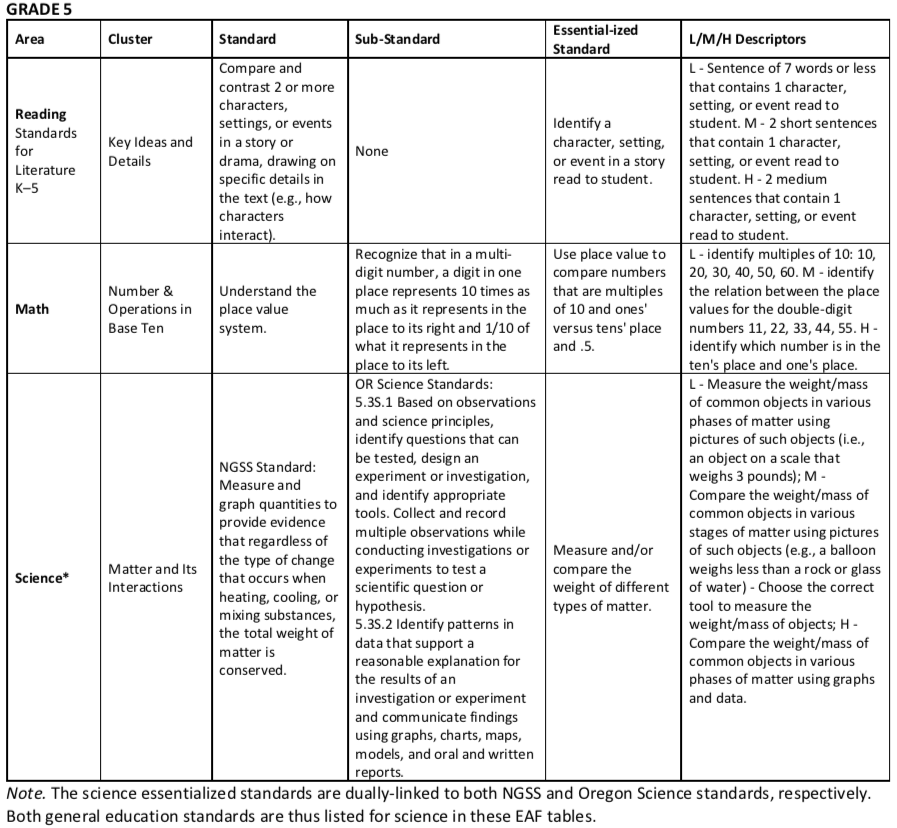 GRADE 5
Area
Cluster
Standard
Sub-Standard
Essential-ized
Standard
L/M/H Descriptors
Reading
Standards
for
Literature
K–5
Key Ideas and
Details
Compare and
contrast 2 or more
characters,
settings, or events
in a story or
drama, drawing on
specific details in
the text (e.g., how
characters
interact).
None
Identify a
character, setting,
or event in a story
read to student.
L - Sentence of 7 words or less
that contains 1 character,
setting, or event read to
student. M - 2 short sentences
that contain 1 character,
setting, or event read to
student. H - 2 medium
sentences that contain 1
character, setting, or event
read to student.
Math
Number &
Operations in
Base Ten
Understand the
place value
system.
Recognize that in a multi-
digit number, a digit in one
place represents 10 times as
much as it represents in the
place to its right and 1/10 of
what it represents in the
place to its left.
Use place value to
compare numbers
that are multiples
of 10 and ones'
versus tens' place
and .5.
L - identify multiples of 10: 10,
20, 30, 40, 50, 60. M - identify
the relation between the place
values for the double-digit
numbers 11, 22, 33, 44, 55. H -
identify which number is in the
ten's place and one's place.
Science*
Matter and Its
Interactions
NGSS Standard:
Measure and
graph quantities to
provide evidence
that regardless of
the type of change
that occurs when
heating, cooling, or
mixing substances,
the total weight of
matter is
conserved.
OR Science Standards:
5.3S.1 Based on observations
and science principles,
identify questions that can
be tested, design an
experiment or investigation,
and identify appropriate
tools. Collect and record
multiple observations while
conducting investigations or
experiments to test a
scientific question or
hypothesis.
5.3S.2 Identify patterns in
data that support a
reasonable explanation for
the results of an
investigation or experiment
and communicate findings
using graphs, charts, maps,
models, and oral and written
reports.
Measure and/or
compare the
weight of different
types of matter.
L - Measure the weight/mass
of common objects in various
phases of matter using
pictures of such objects (i.e.,
an object on a scale that
weighs 3 pounds); M -
Compare the weight/mass of
common objects in various
stages of matter using pictures
of such objects (e.g., a balloon
weighs less than a rock or glass
of water) - Choose the correct
tool to measure the
weight/mass of objects; H -
Compare the weight/mass of
common objects in various
phases of matter using graphs
and data.
Note. The science essentialized standards are dually-linked to both NGSS and Oregon Science standards, respectively.
Both general education standards are thus listed for science in these EAF tables.